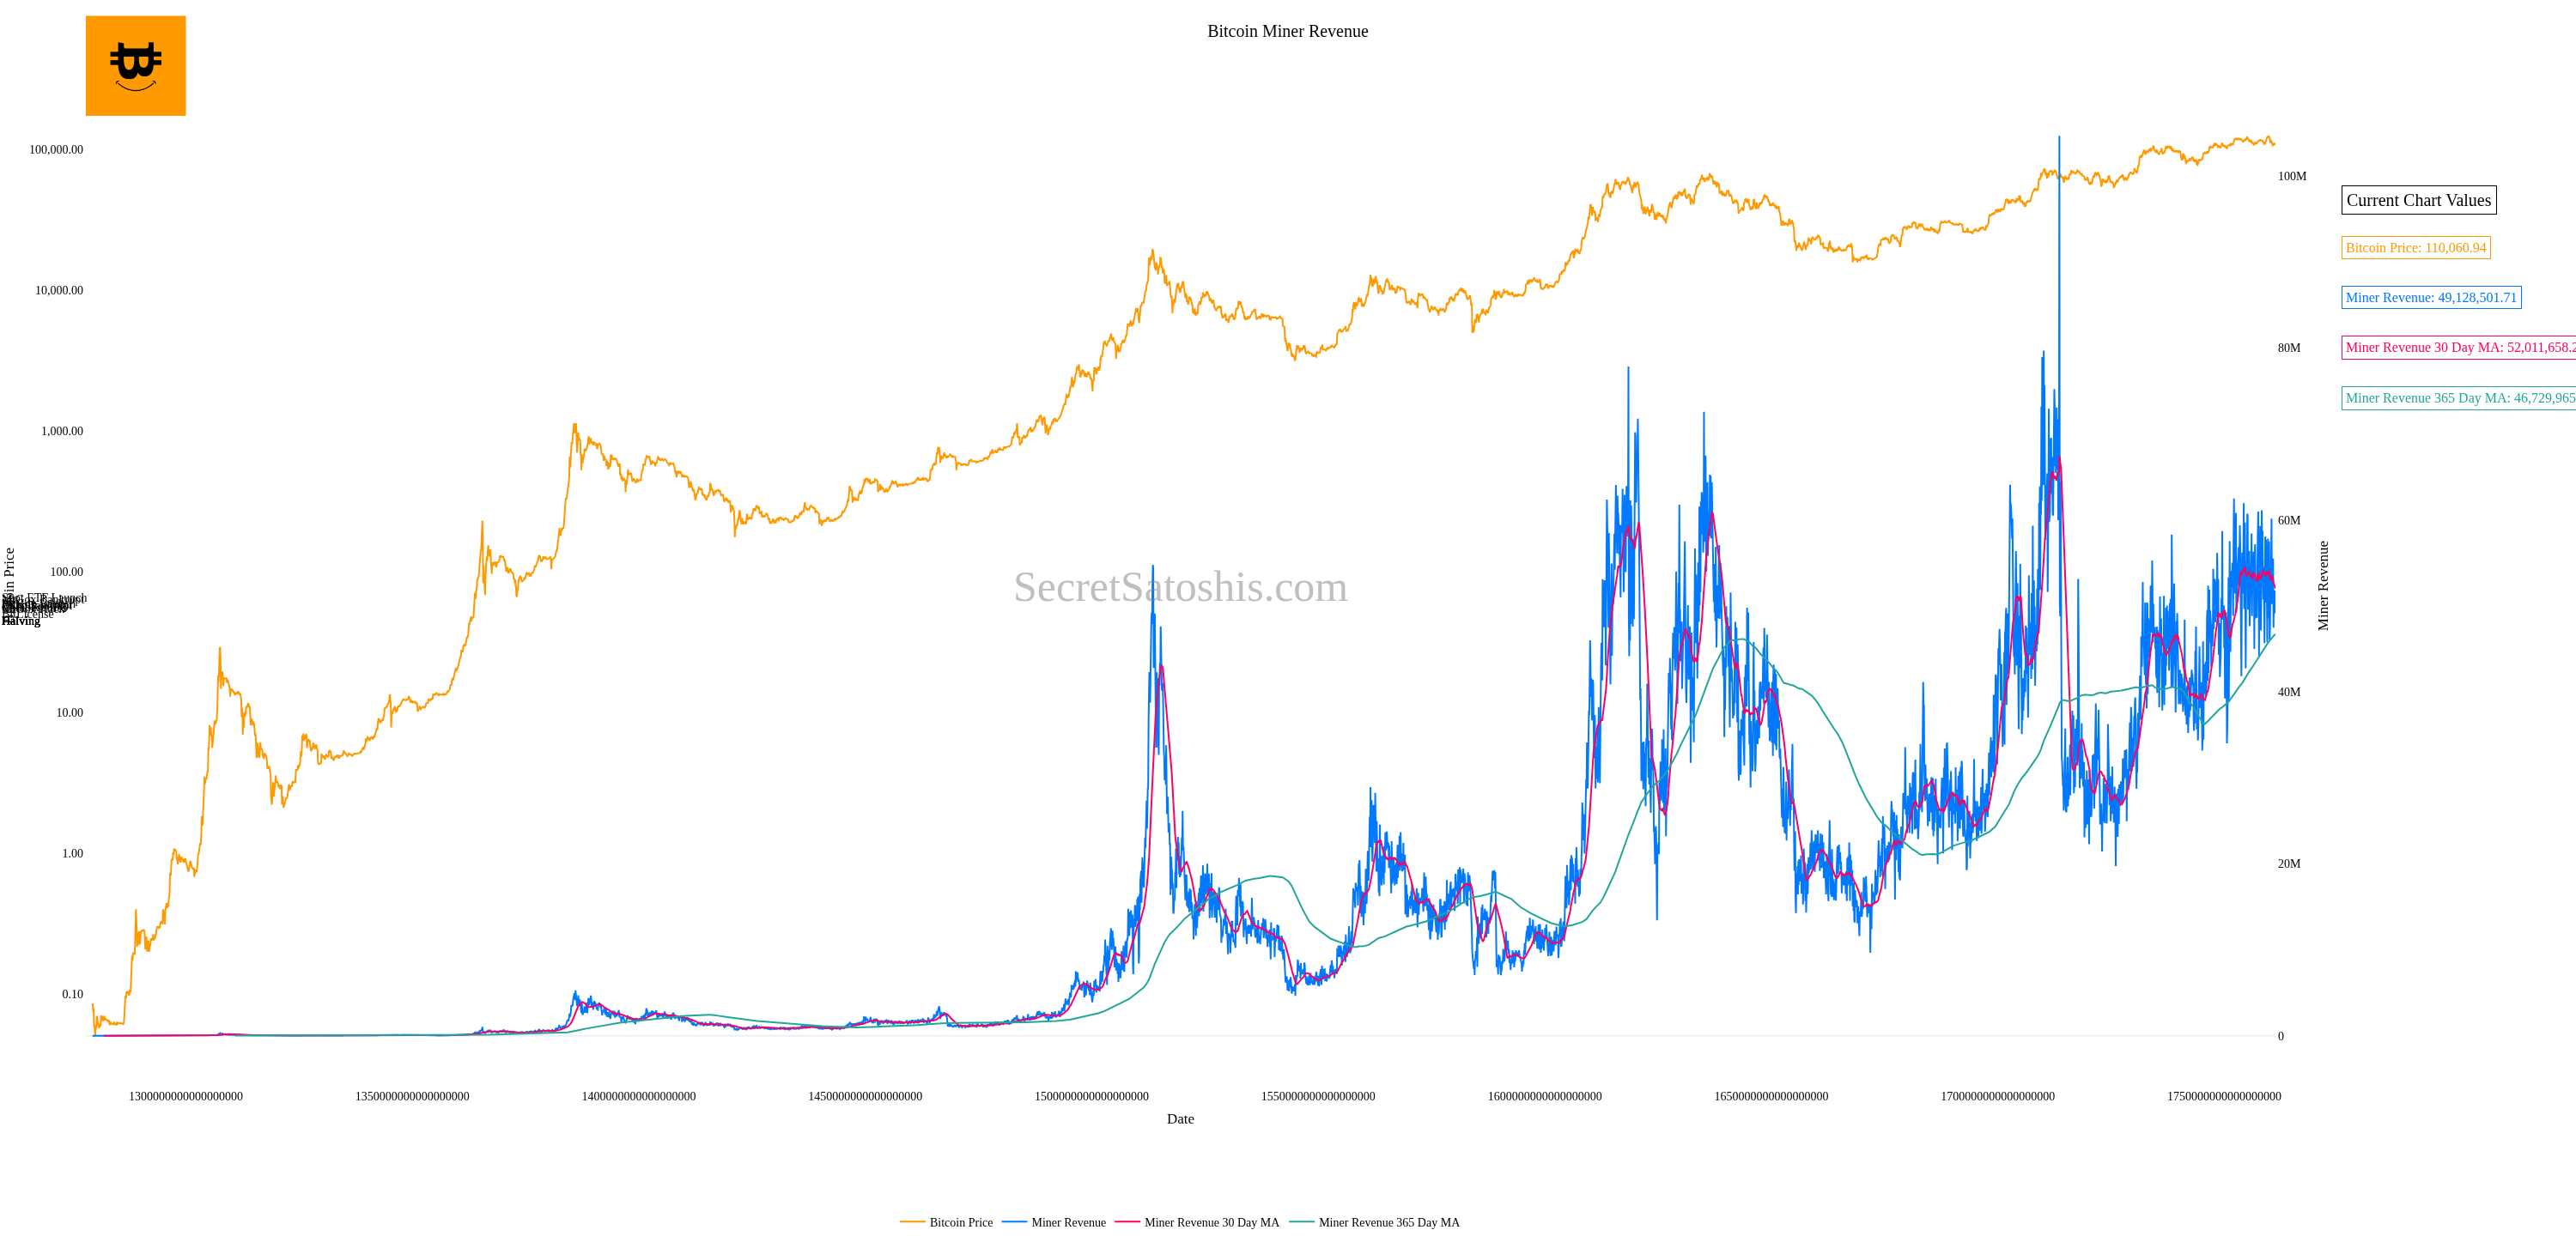 Bitcoin Miner Revenue
100,000.00
10,000.00
1,000.00
100.00
10.00
1.00
0.10
Bitcoin Price
Halving
SecretSatoshis.com
100M
80M
60M
40M
20M
0
Miner Revenue
Current Chart Values
Bitcoin Price: 110,060.94
Miner Revenue: 49,128,501.71
Miner Revenue 30 Day MA: 52,011,658.2
Miner Revenue 365 Day MA: 46,729,965
1300000000000000000
1350000000000000000
1400000000000000000
1450000000000000000
1500000000000000000
1550000000000000000
1600000000000000000
1650000000000000000
1700000000000000000
1750000000000000000
Date
Bitcoin Price
Miner Revenue
Miner Revenue 30 Day MA
Miner Revenue 365 Day MA